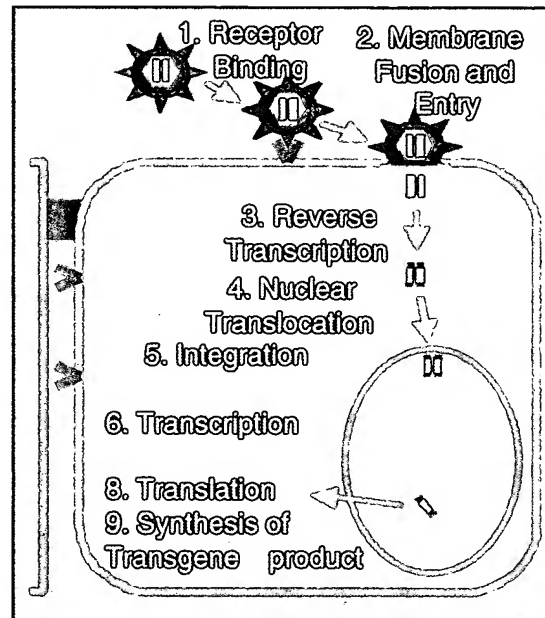 1. Receptor
Binding
2. Membrane
Fusion and
Entry
3. Reverse
Transcription
4. Nuclear
Translocation
5. Integration
6. Transcription
8. Translation
9. Synthesis of
Transgene product